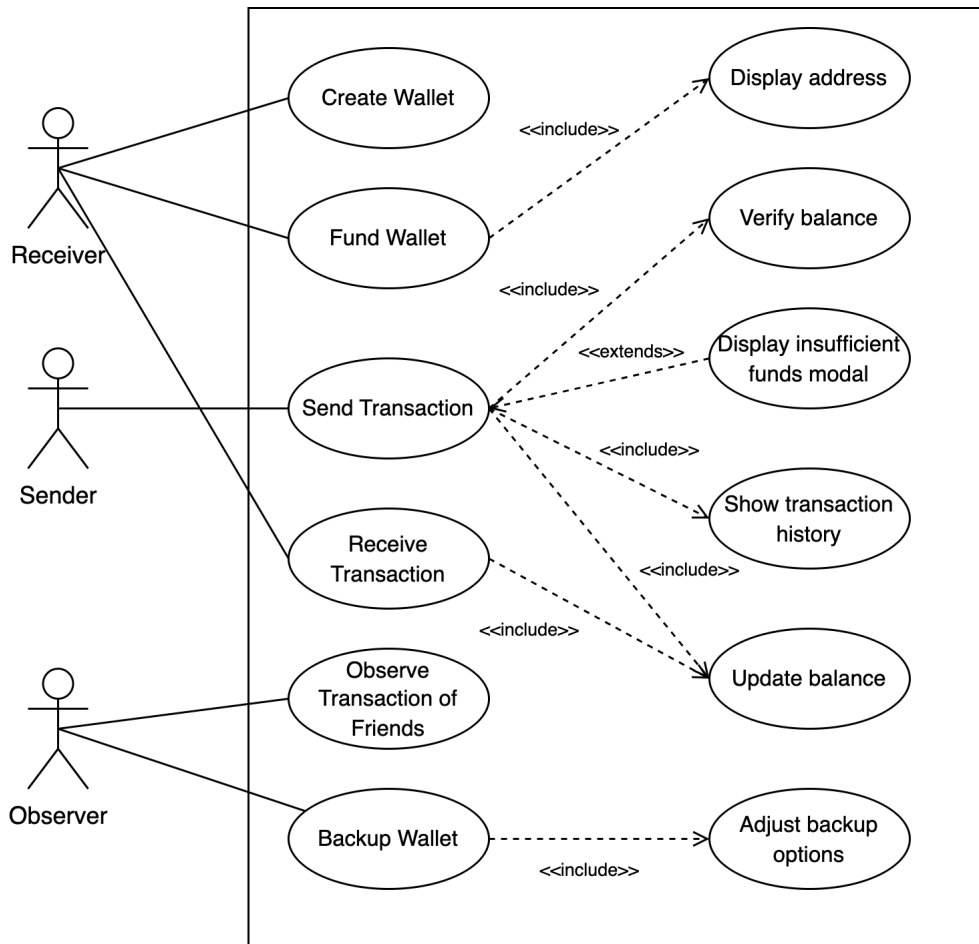 Create Wallet
Display address
<<include>>
Receiver
Fund Wallet
Verify balance
<<include>>
Display insufficient
funds modal
<<extends>>
Send Transaction
Sender
<<include>>
Show transaction
history
Receive
Transaction
<<include>>
<<include>>
Observe
Transaction of
Friends
Update balance
Observer
Backup Wallet
Adjust backup
options
<<include>>